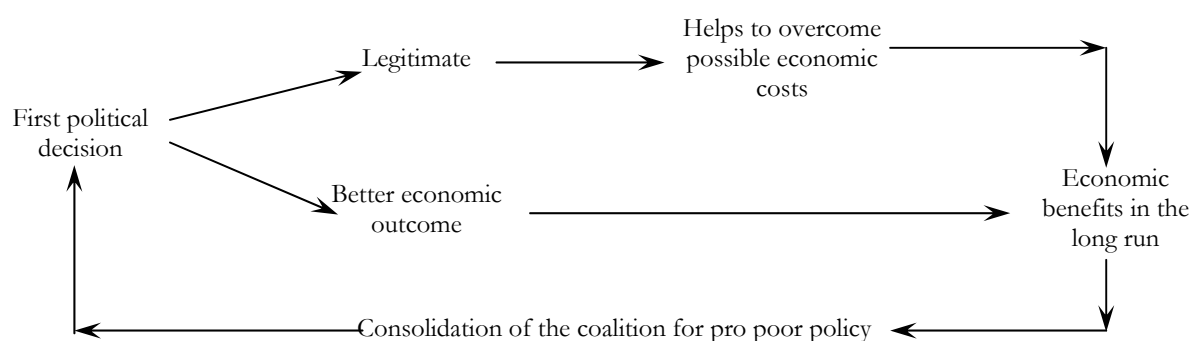 Helps to overcome
possible economic
costs
Legitimate
First political
decision
Better economic
outcome
Economic
benefits in the
long run
Consolidation of the coalition for pro poor policy